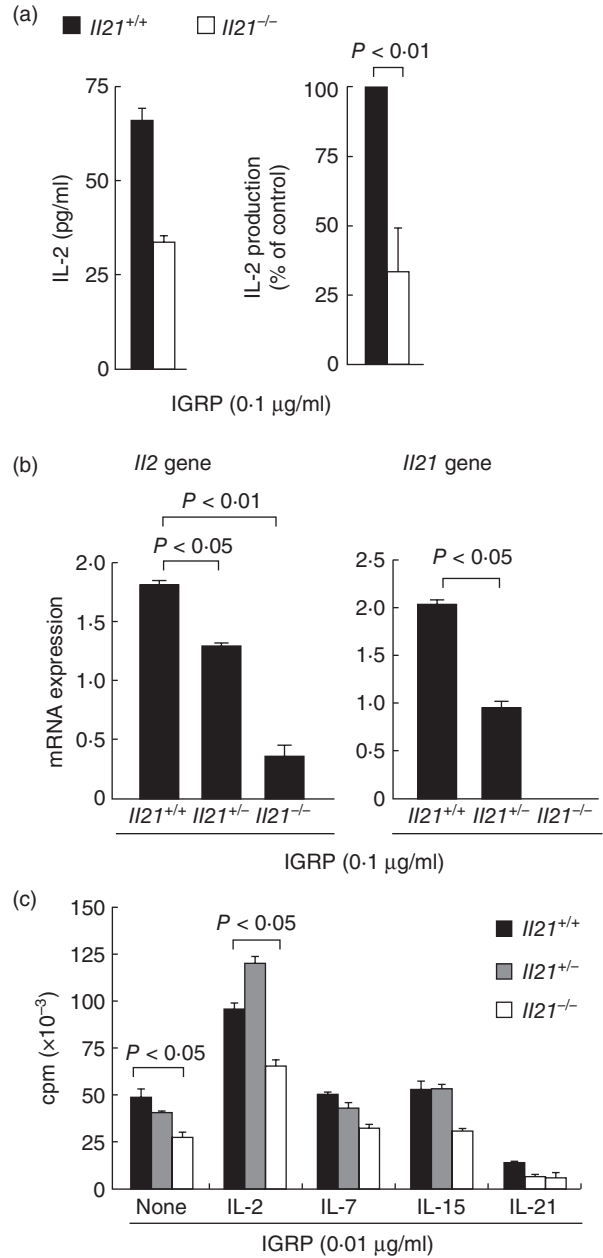 (a)
Il21+/+ Il21−/−
P < 0·01
75
50
25
0
IL-2 (pg/ml)
100
75
50
25
0
IL-2 production
(% of control)
IGRP (0·1 µg/ml)
(b)
Il2 gene Il21 gene
P < 0·01
P < 0·05
2·0
1·5
1·0
0·5
0
mRNA expression
Il21+/+ Il21+/− Il21−/−
P < 0·05
2·5
2·0
1·5
1·0
0·5
0
Il21+/+ Il21+/− Il21−/−
IGRP (0·1 µg/ml)
(c)
150
125
100
75
50
25
0
cpm (×10−3)
P < 0·05
P < 0·05
Il21+/+
Il21+/−
Il21−/−
None IL-2 IL-7 IL-15 IL-21
IGRP (0·01 µg/ml)